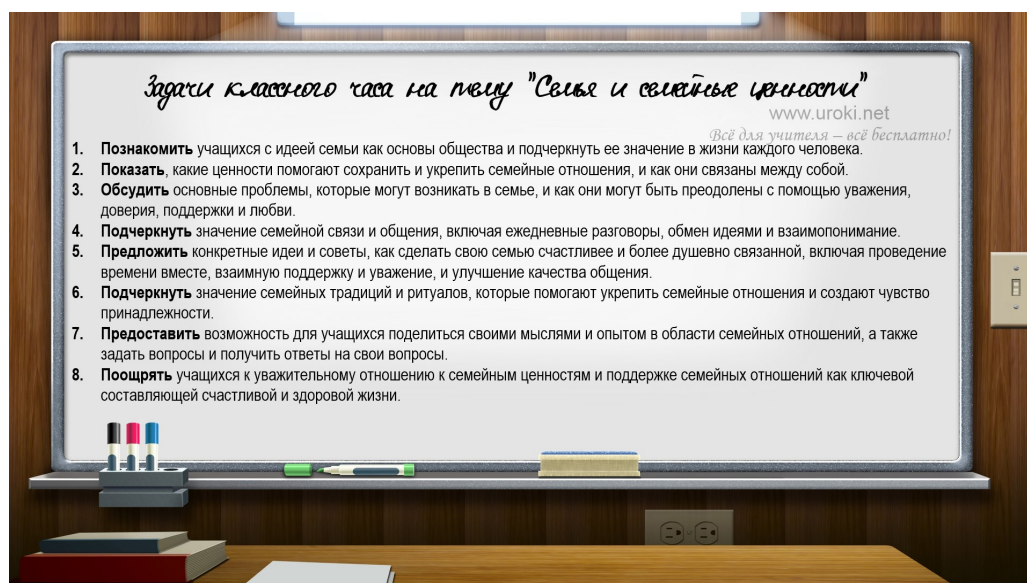 Задачи классного часа на тему "Семья и семейные ценности"
www.uroki.net
Всё для учителя – всё бесплатно!
1. Познакомить учащихся с идеей семьи как основы общества и подчеркнуть ее значение в жизни каждого человека.
2. Показать, какие ценности помогают сохранить и укрепить семейные отношения, и как они связаны между собой.
3. Обсудить основные проблемы, которые могут возникать в семье, и как они могут быть преодолены с помощью уважения,
доверия, поддержки и любви.
4. Подчеркнуть значение семейной связи и общения, включая ежедневные разговоры, обмен идеями и взаимопонимание.
5. Предложить конкретные идеи и советы, как сделать свою семью счастливее и более душевно связанной, включая проведение
времени вместе, взаимную поддержку и уважение, и улучшение качества общения.
6. Подчеркнуть значение семейных традиций и ритуалов, которые помогают укрепить семейные отношения и создают чувство
принадлежности.
7. Предоставить возможность для учащихся поделиться своими мыслями и опытом в области семейных отношений, а также
задать вопросы и получить ответы на свои вопросы.
8. Поощрять учащихся к уважительному отношению к семейным ценностям и поддержке семейных отношений как ключевой
составляющей счастливой и здоровой жизни.